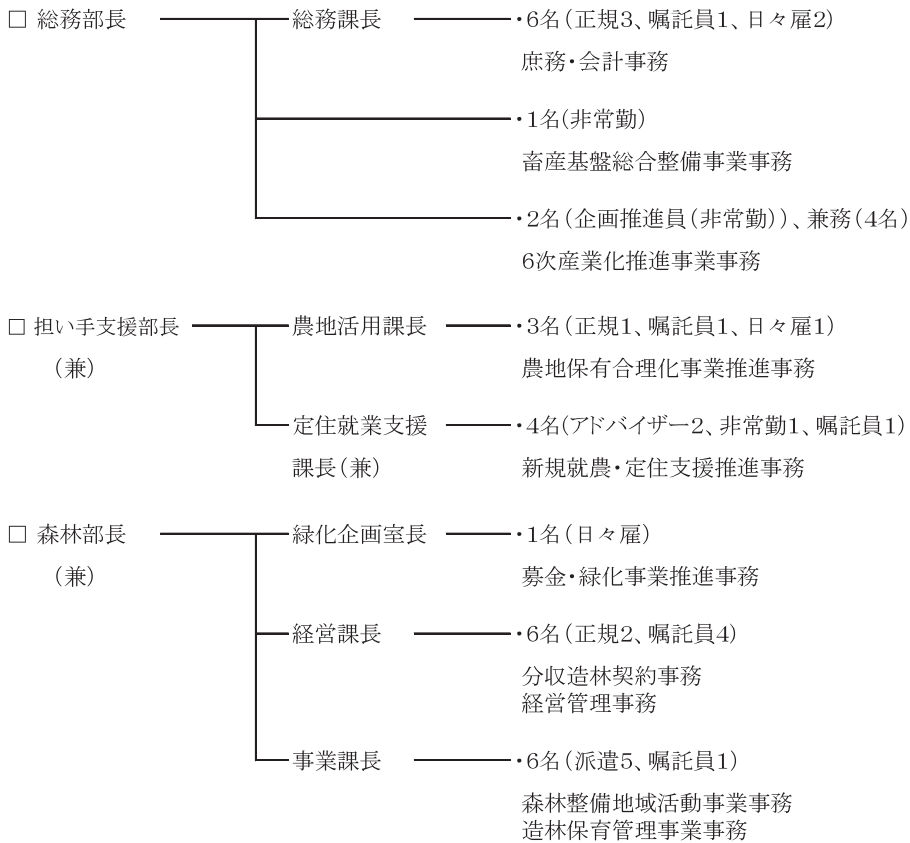 □ 総務部長 総務課長 ・6名(正規3、嘱託員1、日々雇2)
庶務・会計事務
・1名(非常勤)
畜産基盤総合整備事業事務
・2名(企画推進員(非常勤))、兼務(4名)
6次産業化推進事業事務
□ 担い手支援部長 農地活用課長 ・3名(正規1、嘱託員1、日々雇1)
(兼) 農地保有合理化事業推進事務
定住就業支援 ・4名(アドバイザー2、非常勤1、嘱託員1)
課長(兼) 新規就農・定住支援推進事務
□ 森林部長 緑化企画室長 ・1名(日々雇)
(兼) 募金・緑化事業推進事務
経営課長 ・6名(正規2、嘱託員4)
分収造林契約事務
経営管理事務
事業課長 ・6名(派遣5、嘱託員1)
森林整備地域活動事業事務
造林保育管理事業事務